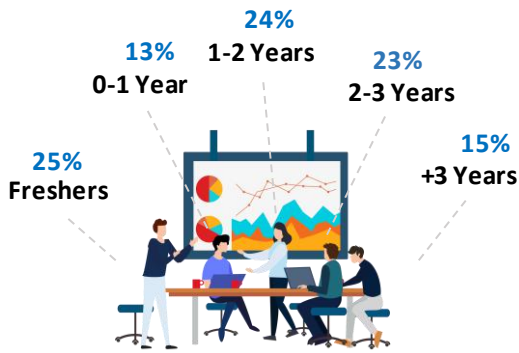 25%
Freshers
13%
0-1 Year
24%
1-2 Years
23%
2-3 Years
15%
+3 Years